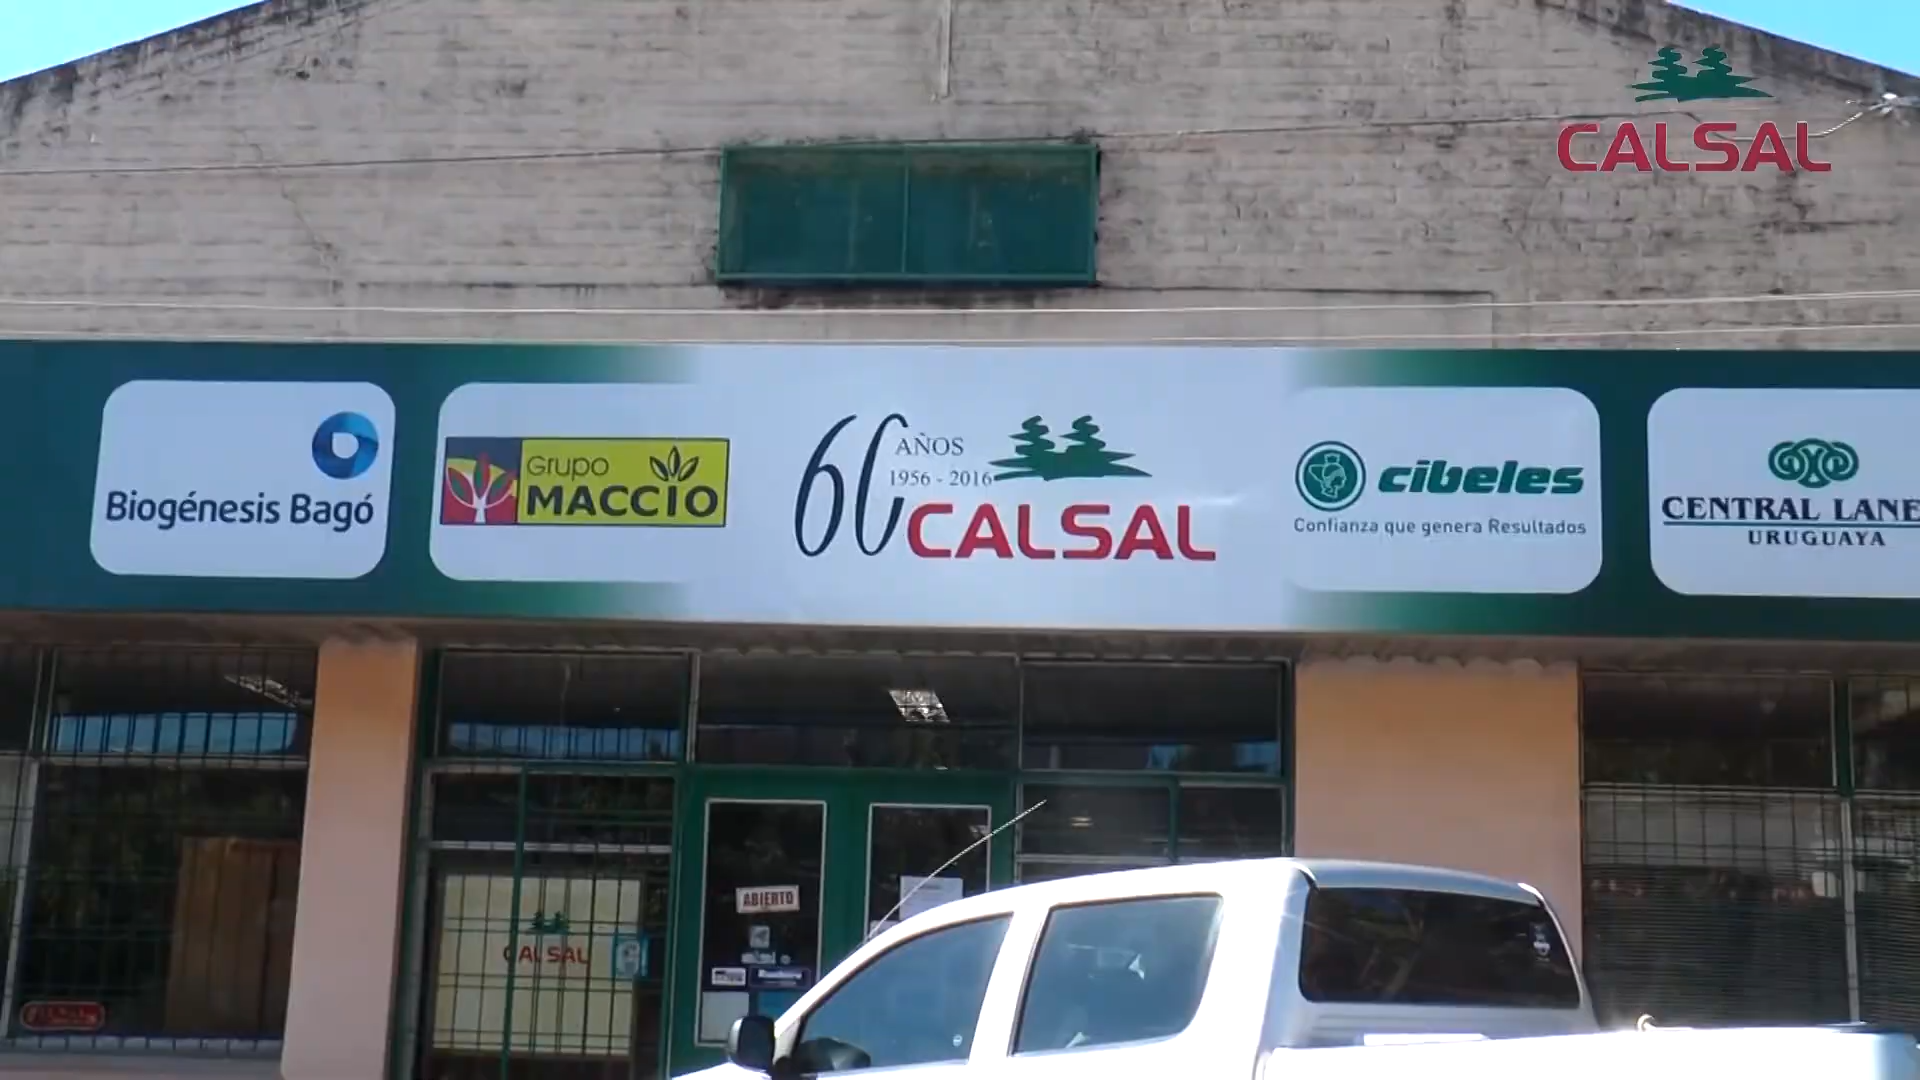 CALSAL
Biogénesis Bagó
Grupo
MACCIO
60 AÑOS
1956 - 2016
CALSAL
cibeles
Confianza que genera Resultados
CENTRAL LANE
URUGUAYA
ABIERTO
CALSAL